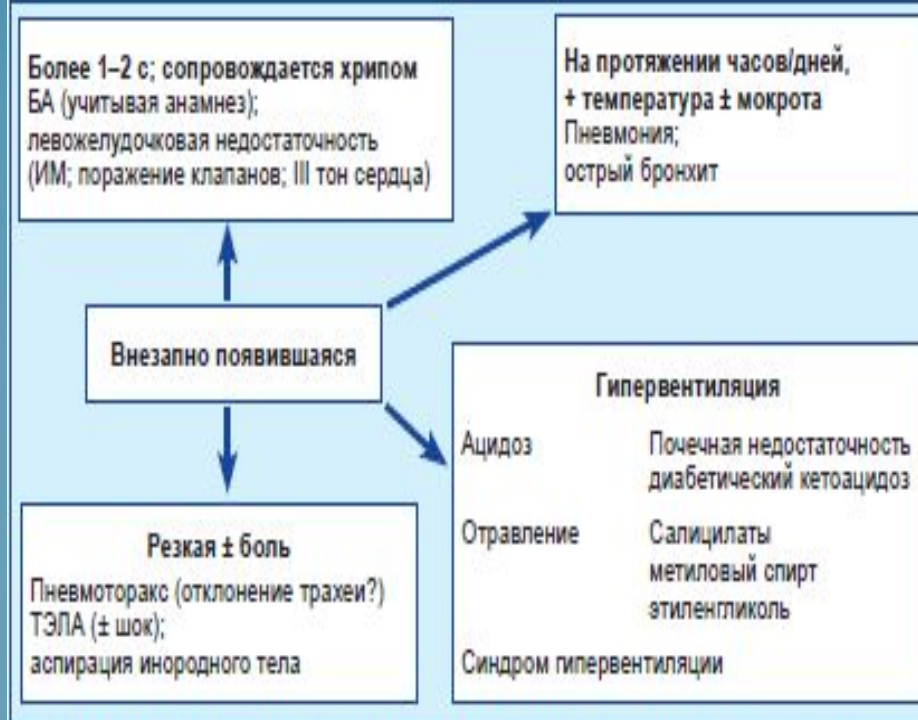 Более 1–2 с; сопровождается хрипом
БА (учитывая анамнез);
левожелудочковая недостаточность
(ИМ; поражение клапанов; III тон сердца)
На протяжении часов/дней,
+ температура ± мокрота
Пневмония;
острый бронхит
Внезапно появившаяся
Резкая ± боль
Пневмоторакс (отклонение трахеи?)
ТЭЛА (± шок);
аспирация инородного тела
Гипервентиляция
Ацидоз Почечная недостаточность
диабетический кетоацидоз
Отравление Салицилаты
метиловый спирт
этиленгликоль
Синдром гипервентиляции